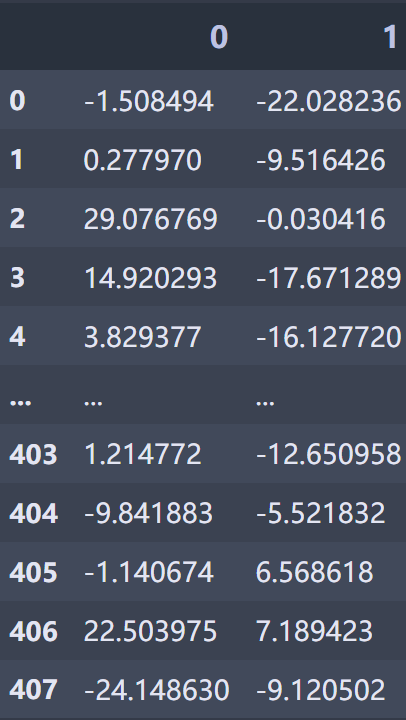 0 1
0 -1.508494 -22.028236
1 0.277970 -9.516426
2 29.076769 -0.030416
3 14.920293 -17.671289
4 3.829377 -16.127720
... ... ...
403 1.214772 -12.650958
404 -9.841883 -5.521832
405 -1.140674 6.568618
406 22.503975 7.189423
407 -24.148630 -9.120502